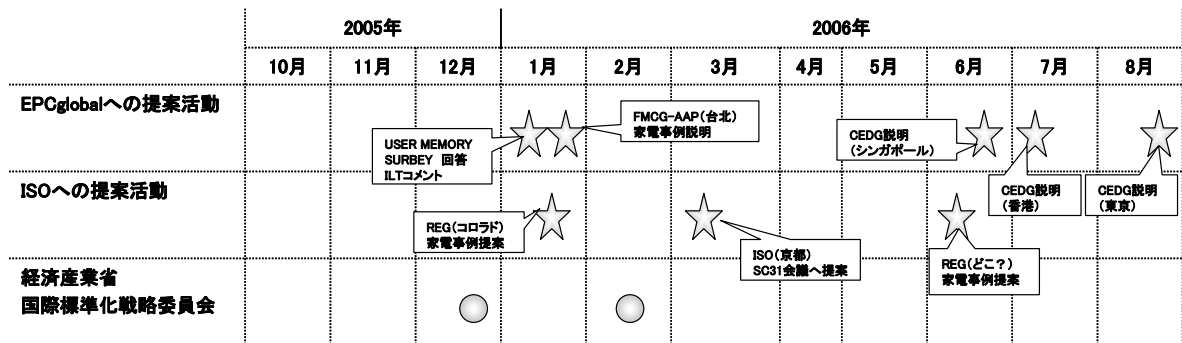 2005年
2006年
10月
11月
12月
1月
2月
3月
4月
5月
6月
7月
8月
EPCglobalへの提案活動
USER MEMORY
SURBEY 回答
ILTコメント
FMCG-AAP(台北)
家電事例説明
CEDG説明
(シンガポール)
CEDG説明
(香港)
CEDG説明
(東京)
ISOへの提案活動
REG(コロラド)
家電事例提案
ISO(京都)
SC31会議へ提案
REG(どこ?)
家電事例提案
経済産業省
国際標準化戦略委員会